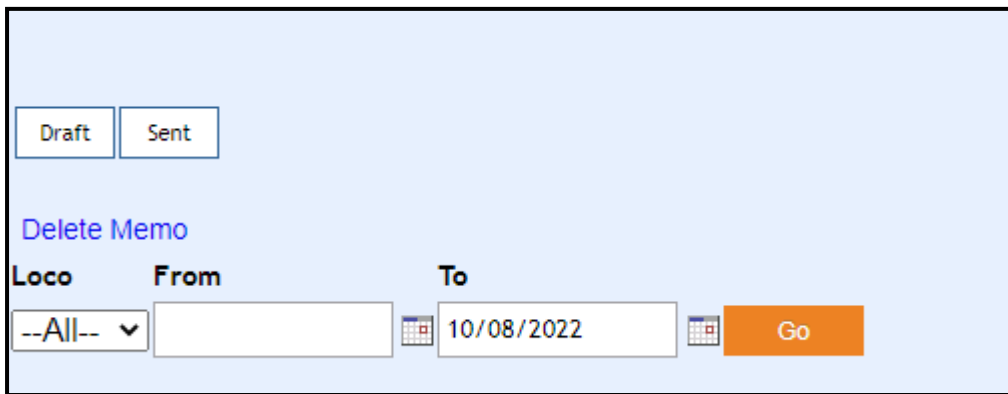 Draft Sent
Delete Memo
Loco From To
--All-- 10/08/2022 Go